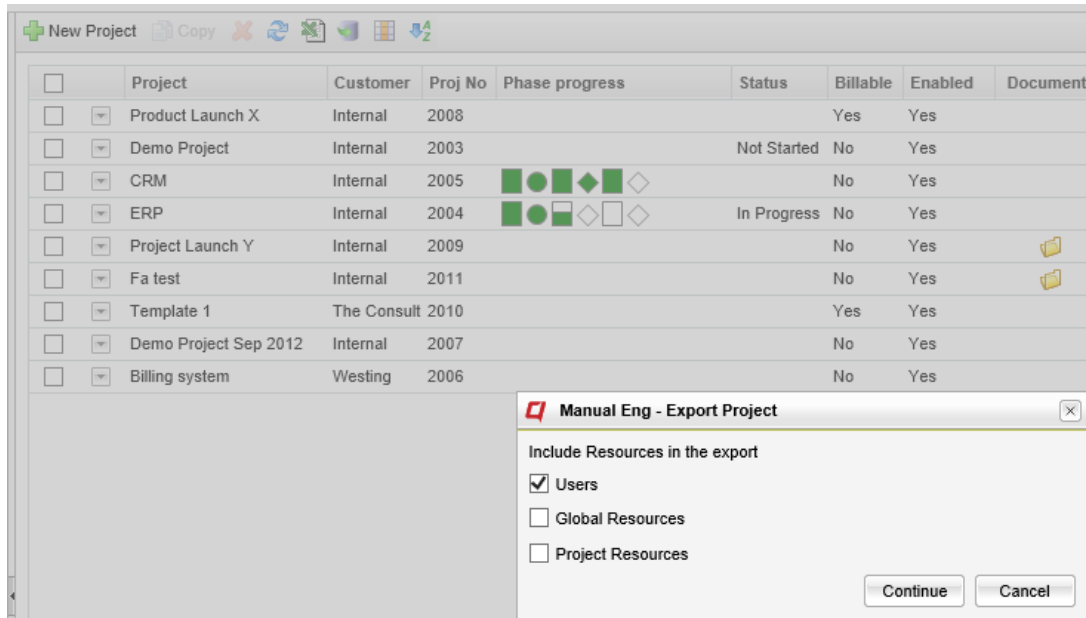 New Project Copy
Project Customer Proj No Phase progress Status Billable Enabled Document
Product Launch X Internal 2008 Yes Yes
Demo Project Internal 2003 Not Started No Yes
CRM Internal 2005 No Yes
ERP Internal 2004 In Progress No Yes
Project Launch Y Internal 2009 No Yes
Fa test Internal 2011 No Yes
Template 1 The Consult 2010 Yes Yes
Demo Project Sep 2012 Internal 2007 No Yes
Billing system Westing 2006 No Yes
Manual Eng - Export Project
Include Resources in the export
Users
Global Resources
Project Resources
Continue Cancel